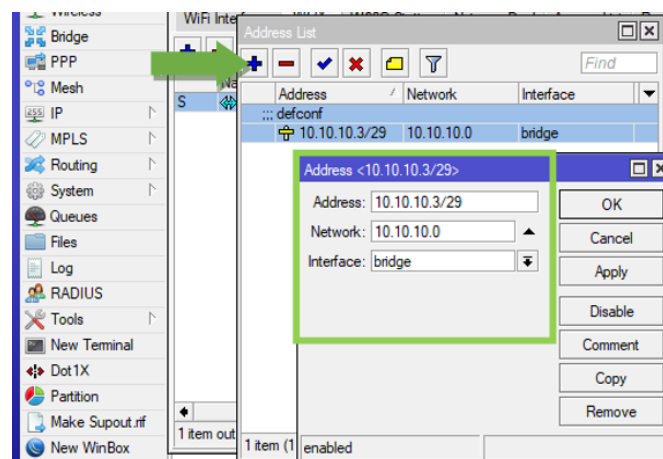 Wireless
Bridge
PPP
Mesh
255 IP
MPLS
Routing
System
Queues
Files
Log
RADIUS
Tools
New Terminal
Dot1X
Partition
Make Supout.rif
New WinBox
WiFi
S
1 item out
Address List
Find
Address Network Interface
::: defconf
10.10.10.3/29 10.10.10.0 bridge
1 item (1
Address <10.10.10.3/29>
Address: 10.10.10.3/29
Network: 10.10.10.0
Interface: bridge
OK
Cancel
Apply
Disable
Comment
Copy
Remove
enabled